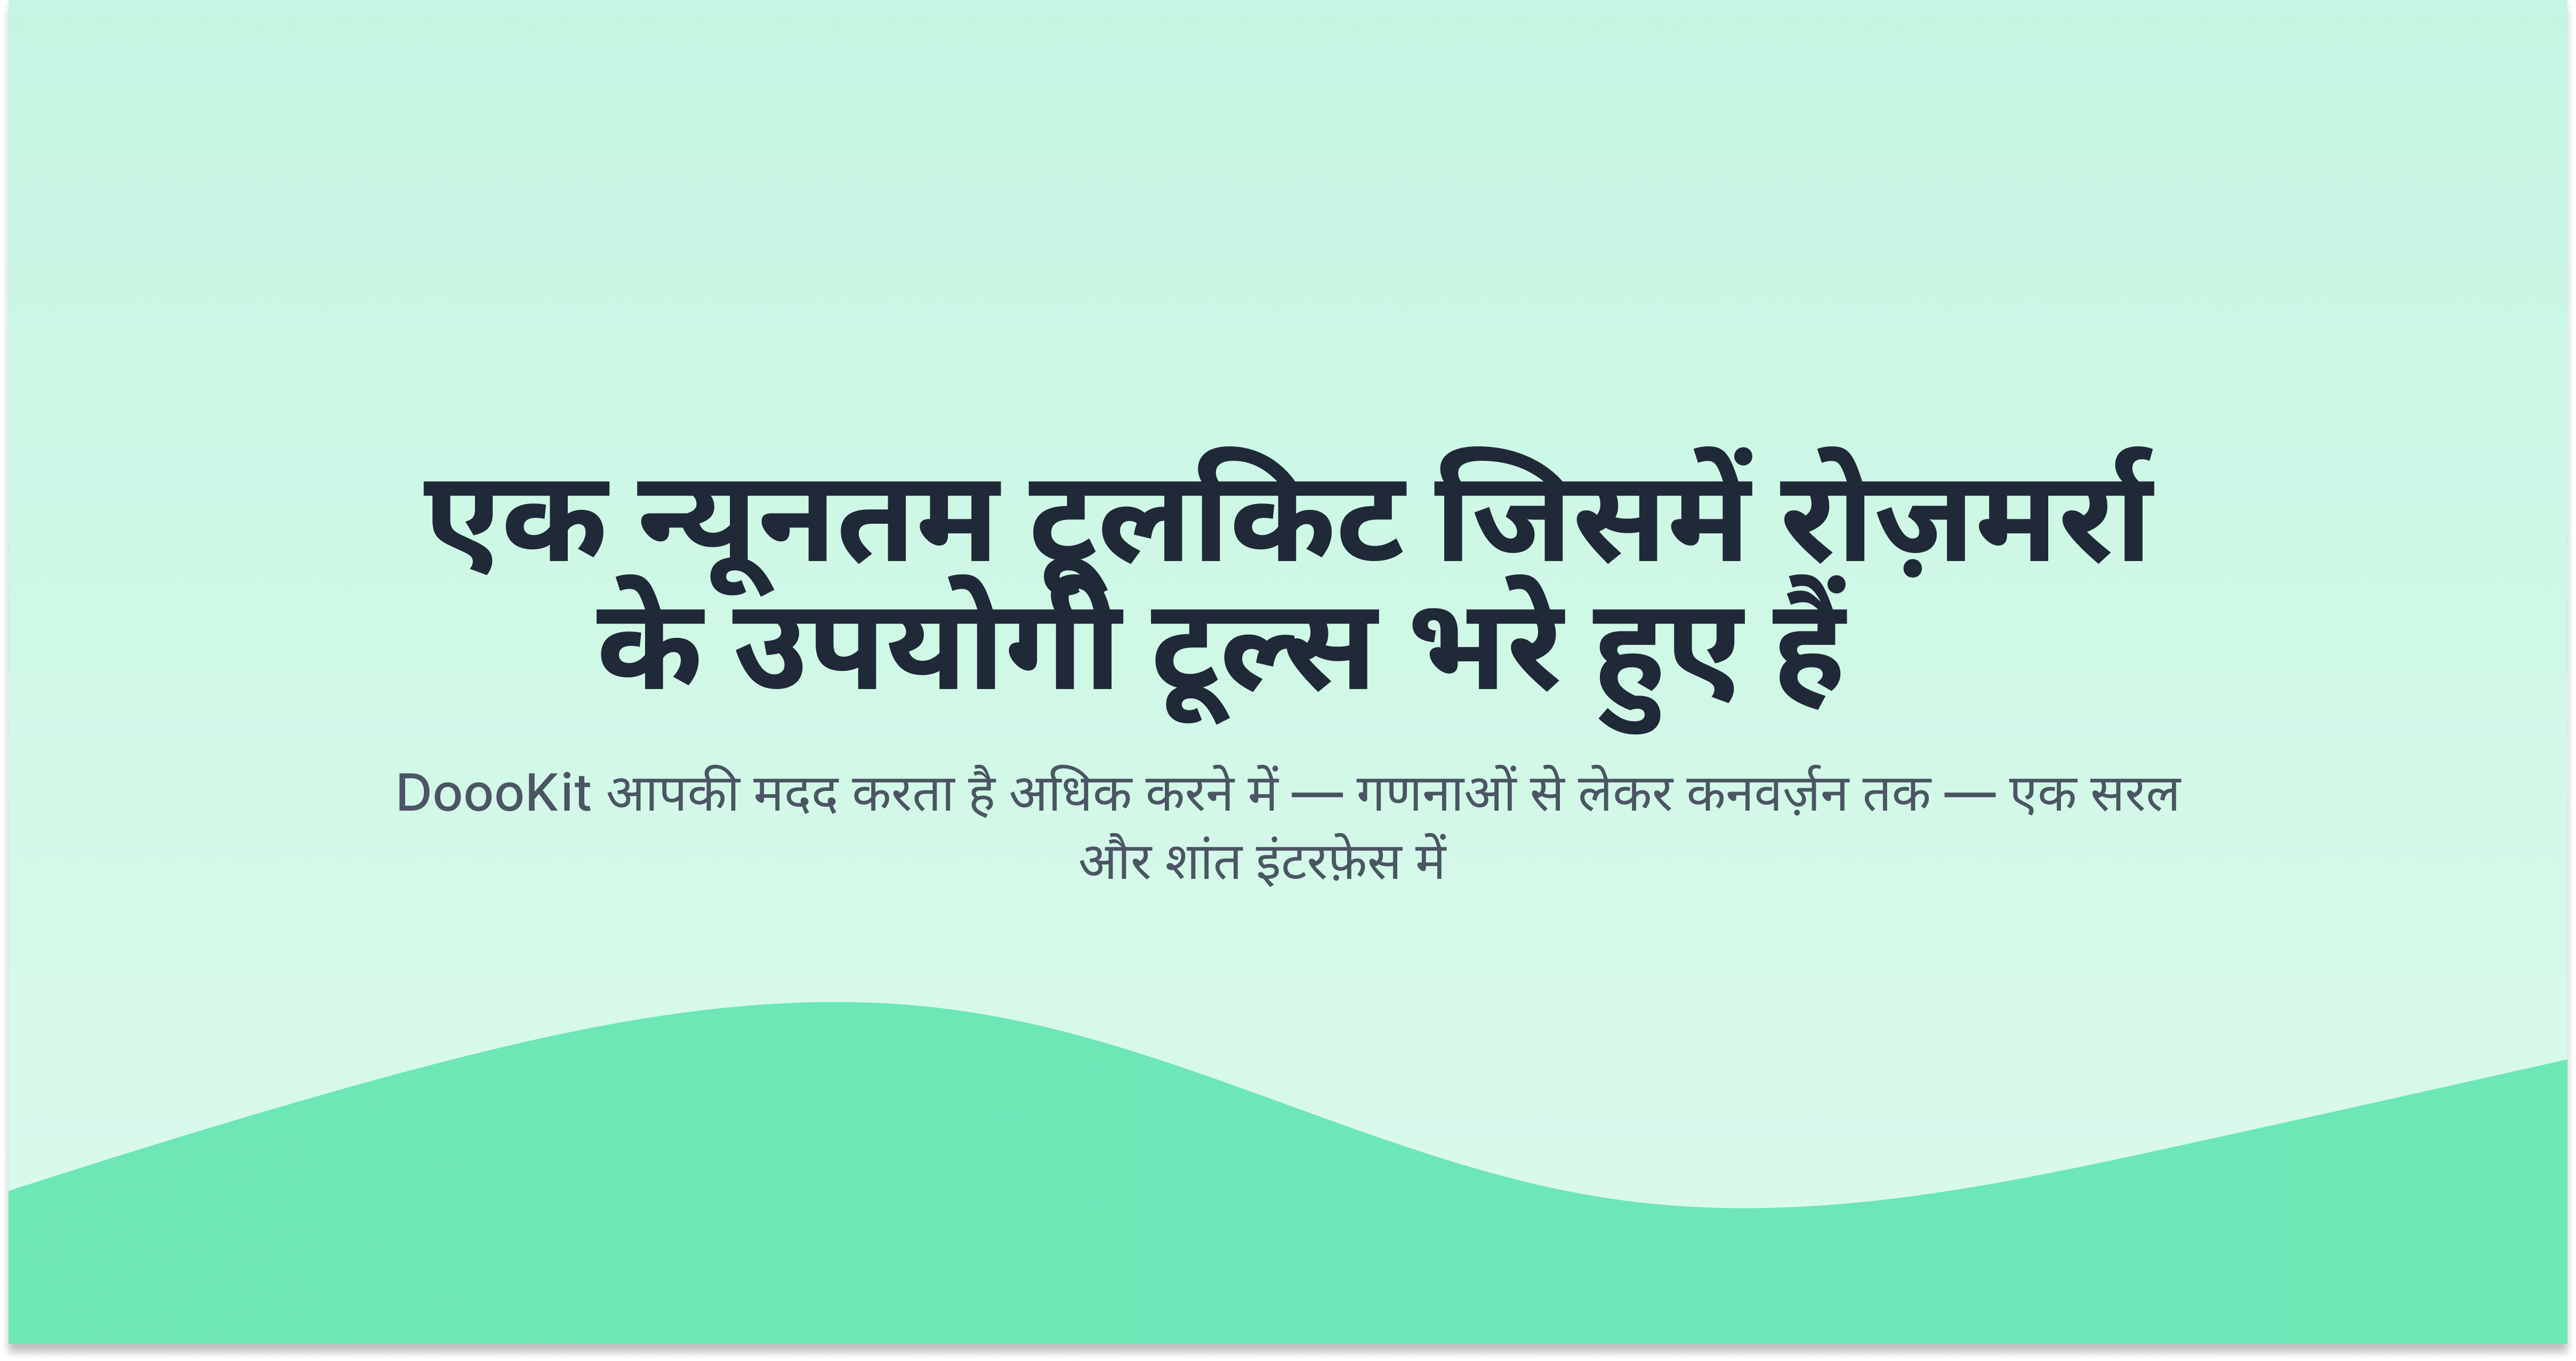 एक न्यूनतम टूलकिट जिसमें रोज़मर्रा
के उपयोगी टूल्स भरे हुए हैं
DoooKit आपकी मदद करता है अधिक करने में — गणनाओं से लेकर कनवर्ज़न तक — एक सरल
और शांत इंटरफ़ेस में